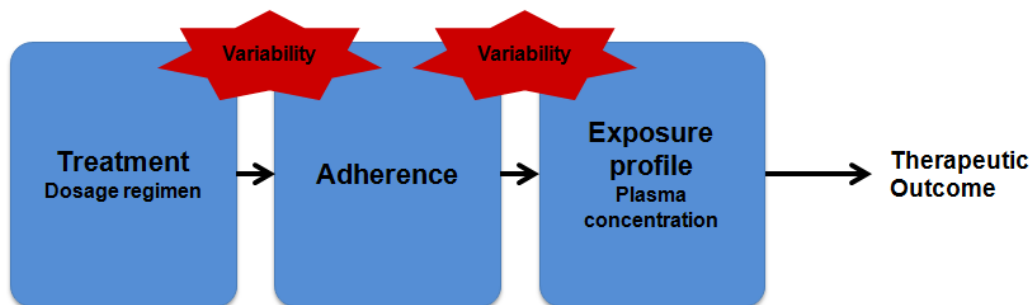 Variability
Variability
Treatment
Dosage regimen
Adherence
Exposure
profile
Plasma
concentration
Therapeutic
Outcome